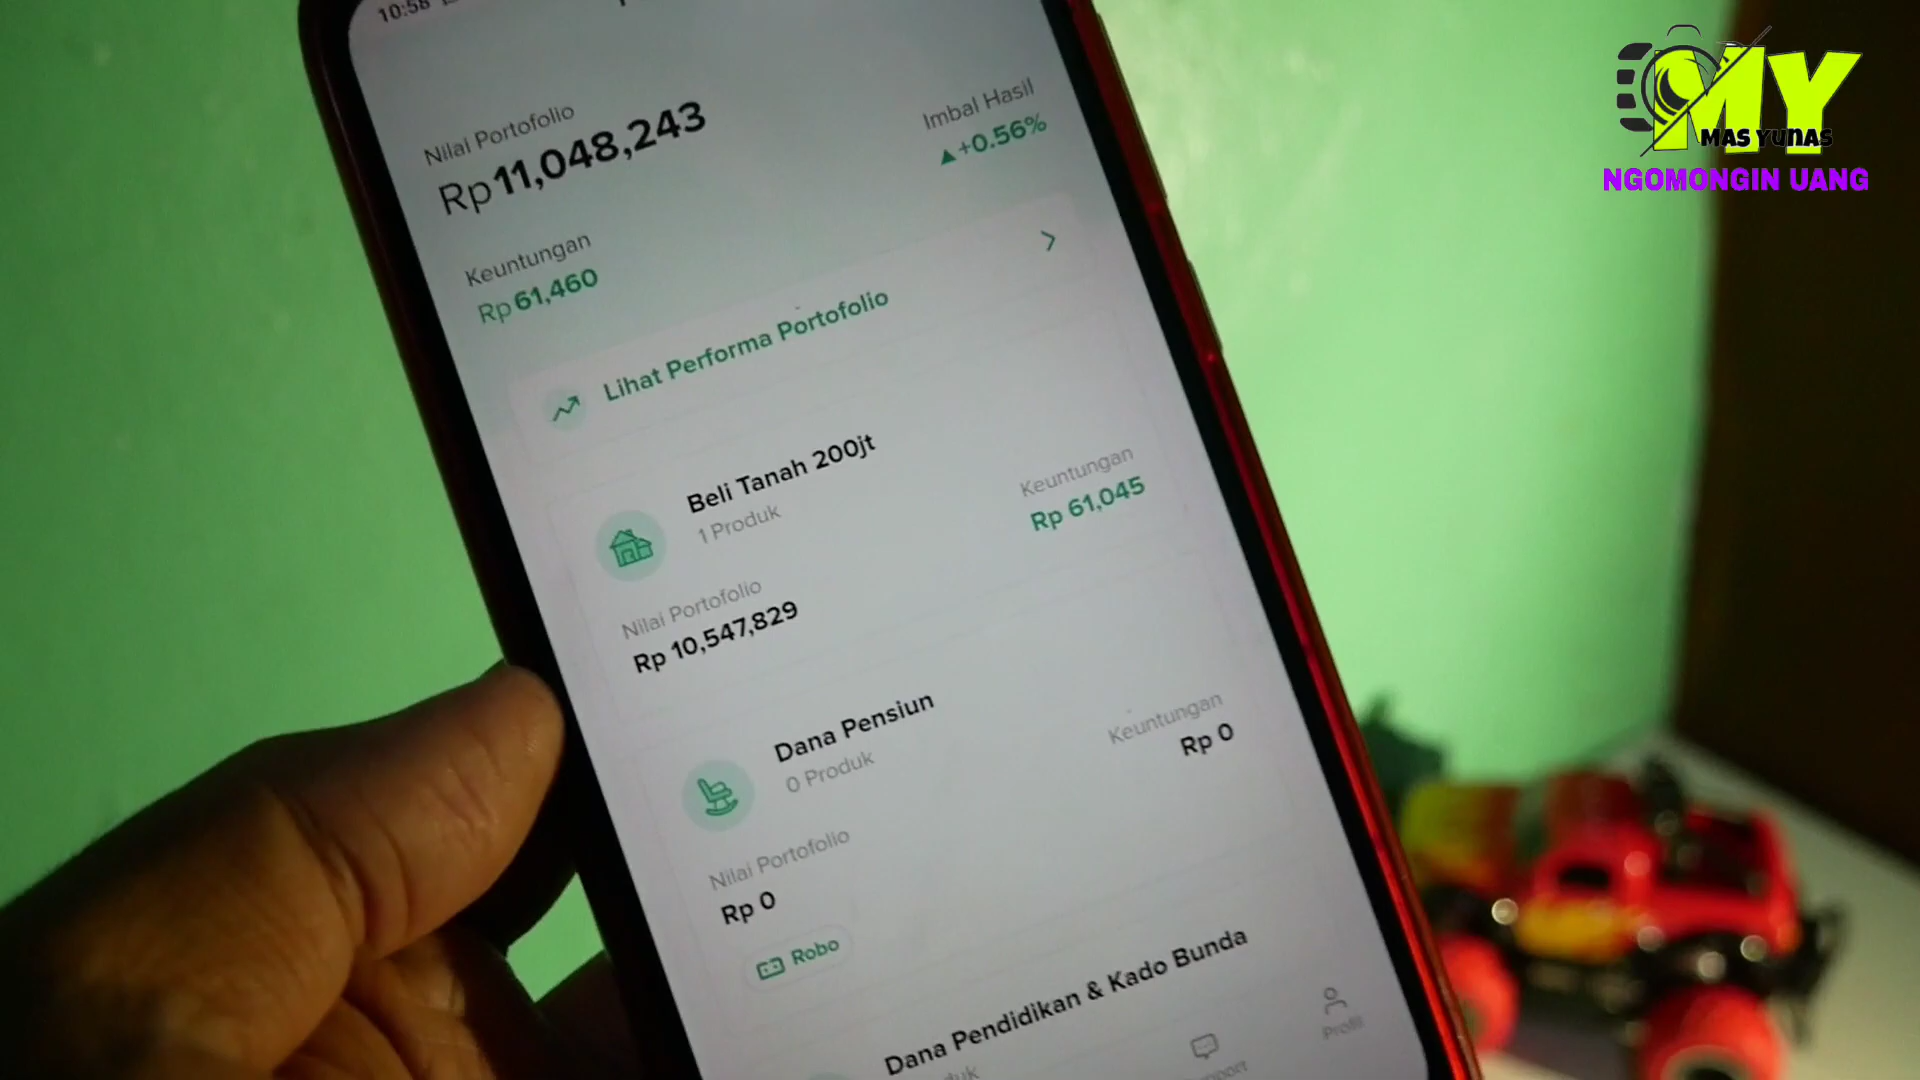 10:58
Nilai Portofolio
Rp11,048,243
Imbal Hasil
▲+0.56%
Keuntungan
Rp61,460
Lihat Performa Portofolio
Beli Tanah 200jt
1 Produk
Keuntungan
Rp 61,045
Nilai Portofolio
Rp 10,547,829
Dana Pensiun
0 Produk
Keuntungan
Rp 0
Nilai Portofolio
Rp 0
Robo
Dana Pendidikan & Kado Bunda
Profil
MY
MAS YUNAS
NGOMONGIN UANG